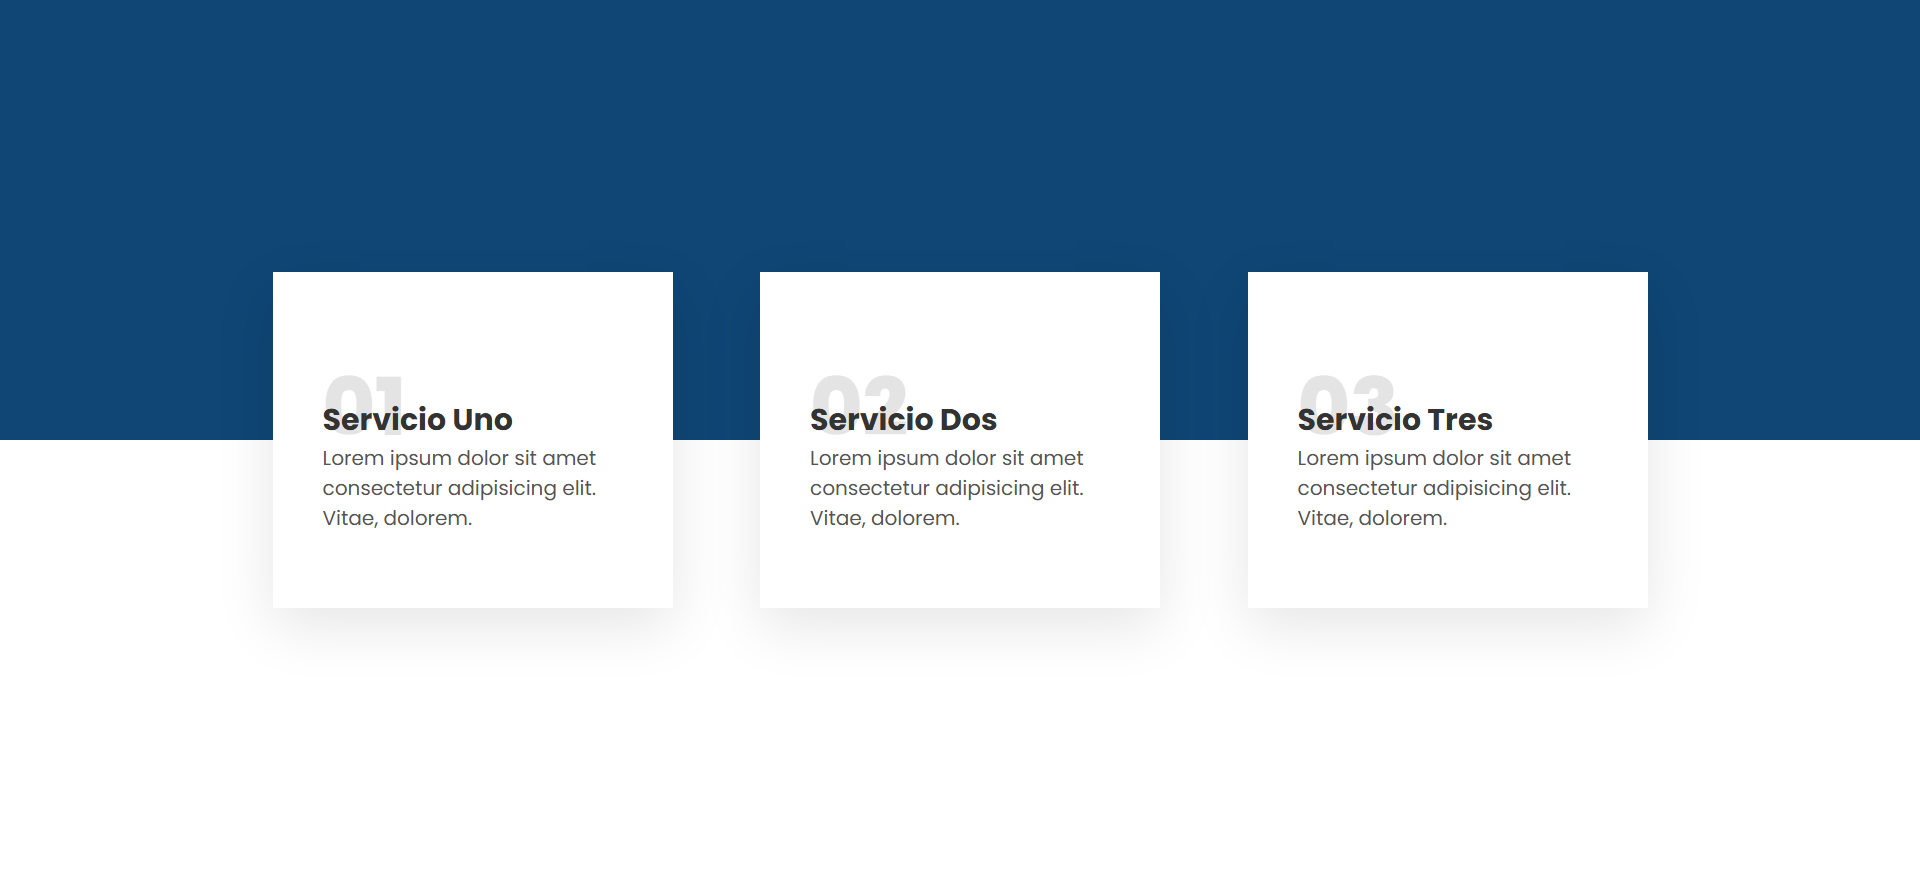 01
Servicio Uno
Lorem ipsum dolor sit amet
consectetur adipisicing elit.
Vitae, dolorem.
02
Servicio Dos
Lorem ipsum dolor sit amet
consectetur adipisicing elit.
Vitae, dolorem.
03
Servicio Tres
Lorem ipsum dolor sit amet
consectetur adipisicing elit.
Vitae, dolorem.